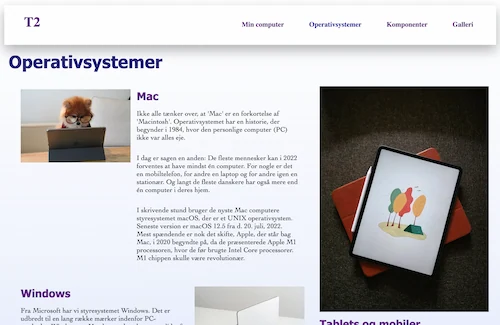 T2
Min computer
Operativsystemer
Komponenter
Galleri
Operativsystemer
Mac
Ikke alle tænker over, at 'Mac' er en forkortelse af
'Macintosh'. Operativsystemet har en historie, der
begynder i 1984, hvor den personlige computer (PC)
ikke var alles eje.
I dag er sagen en anden: De fleste mennesker kan i 2022
forventes at have mindst én computer. For nogle er det
en mobiltelefon, for andre en laptop og for andre igen en
stationær. Og langt de fleste danskere har også mere end
én computer i deres hjem.
I skrivende stund bruger de nyste Mac computere
styresystemet macOS, der er et UNIX operativsystem.
Seneste version er macOS 12.5 fra d. 20. juli, 2022.
Mest spændende er nok det skifte, Apple, der står bag
Mac, i 2020 begyndte på, da de præsenterede Apple M1
processoren, hvor de før brugte Intel Core processorer.
M1 chippen skulle være revolutionær.
Windows
Fra Microsoft har vi styresystemet Windows. Det er
udbredt til en lang række mærker indenfor PC-
Tablets og mobiler